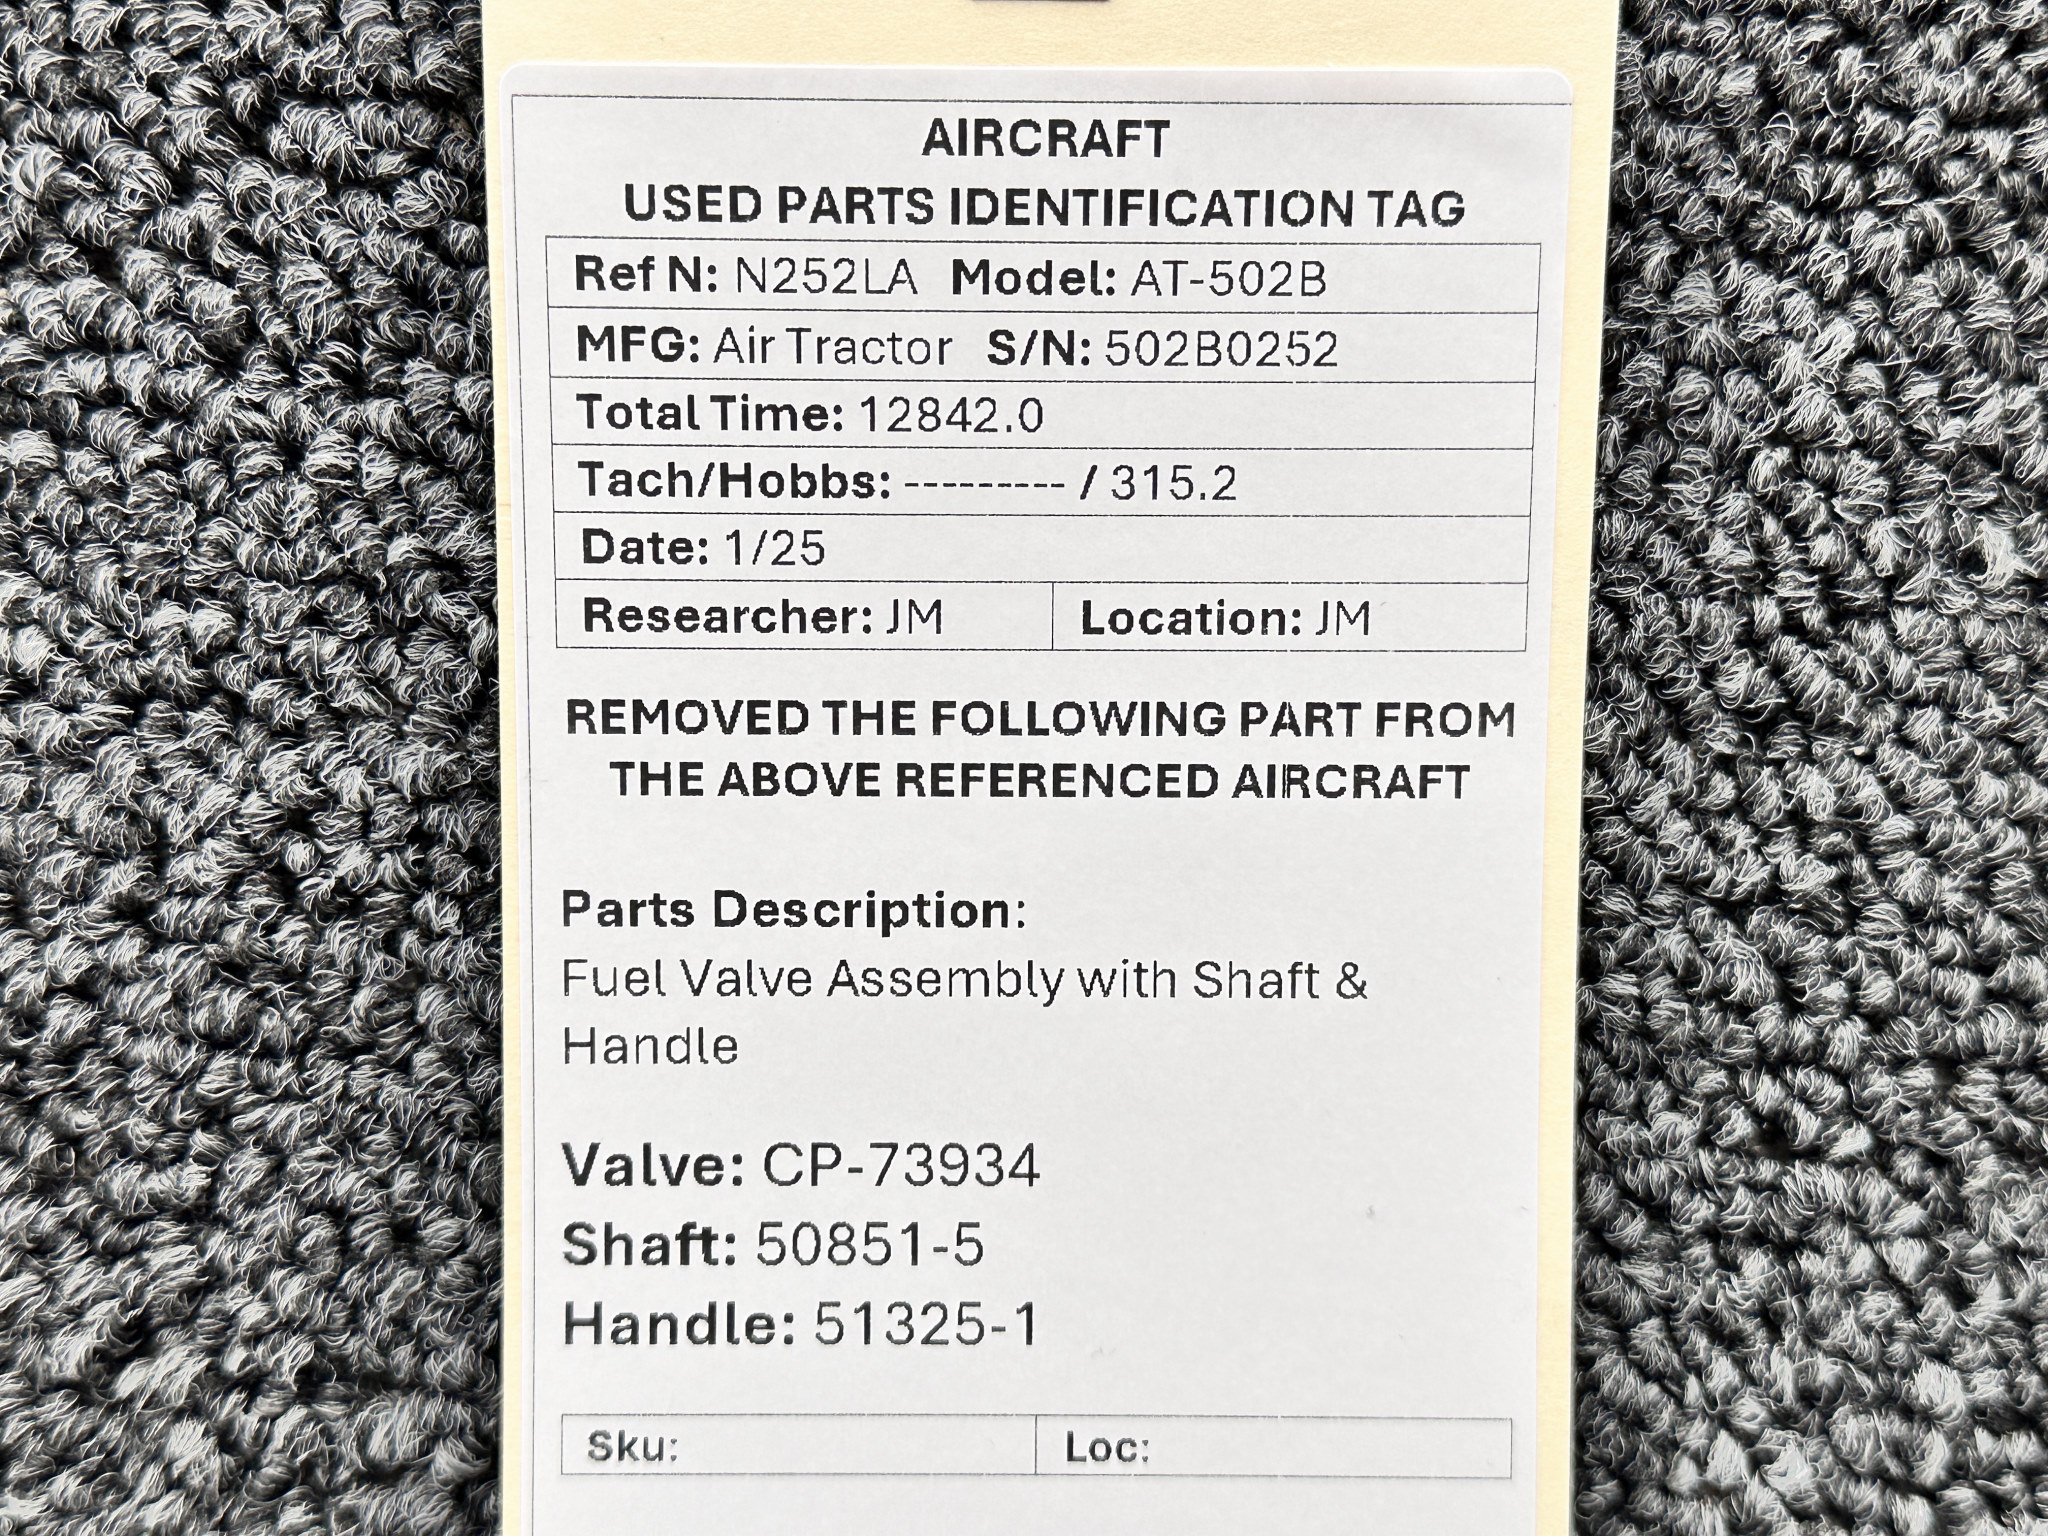 AIRCRAFT
USED PARTS IDENTIFICATION TAG
Ref N: N252LA Model: AT-502B
MFG: Air Tractor S/N: 502B0252
Total Time: 12842.0
Tach/Hobbs: --------- / 315.2
Date: 1/25
Researcher: JM Location: JM
REMOVED THE FOLLOWING PART FROM
THE ABOVE REFERENCED AIRCRAFT
Parts Description:
Fuel Valve Assembly with Shaft &
Handle
Valve: CP-73934
Shaft: 50851-5
Handle: 51325-1
Sku: Loc: